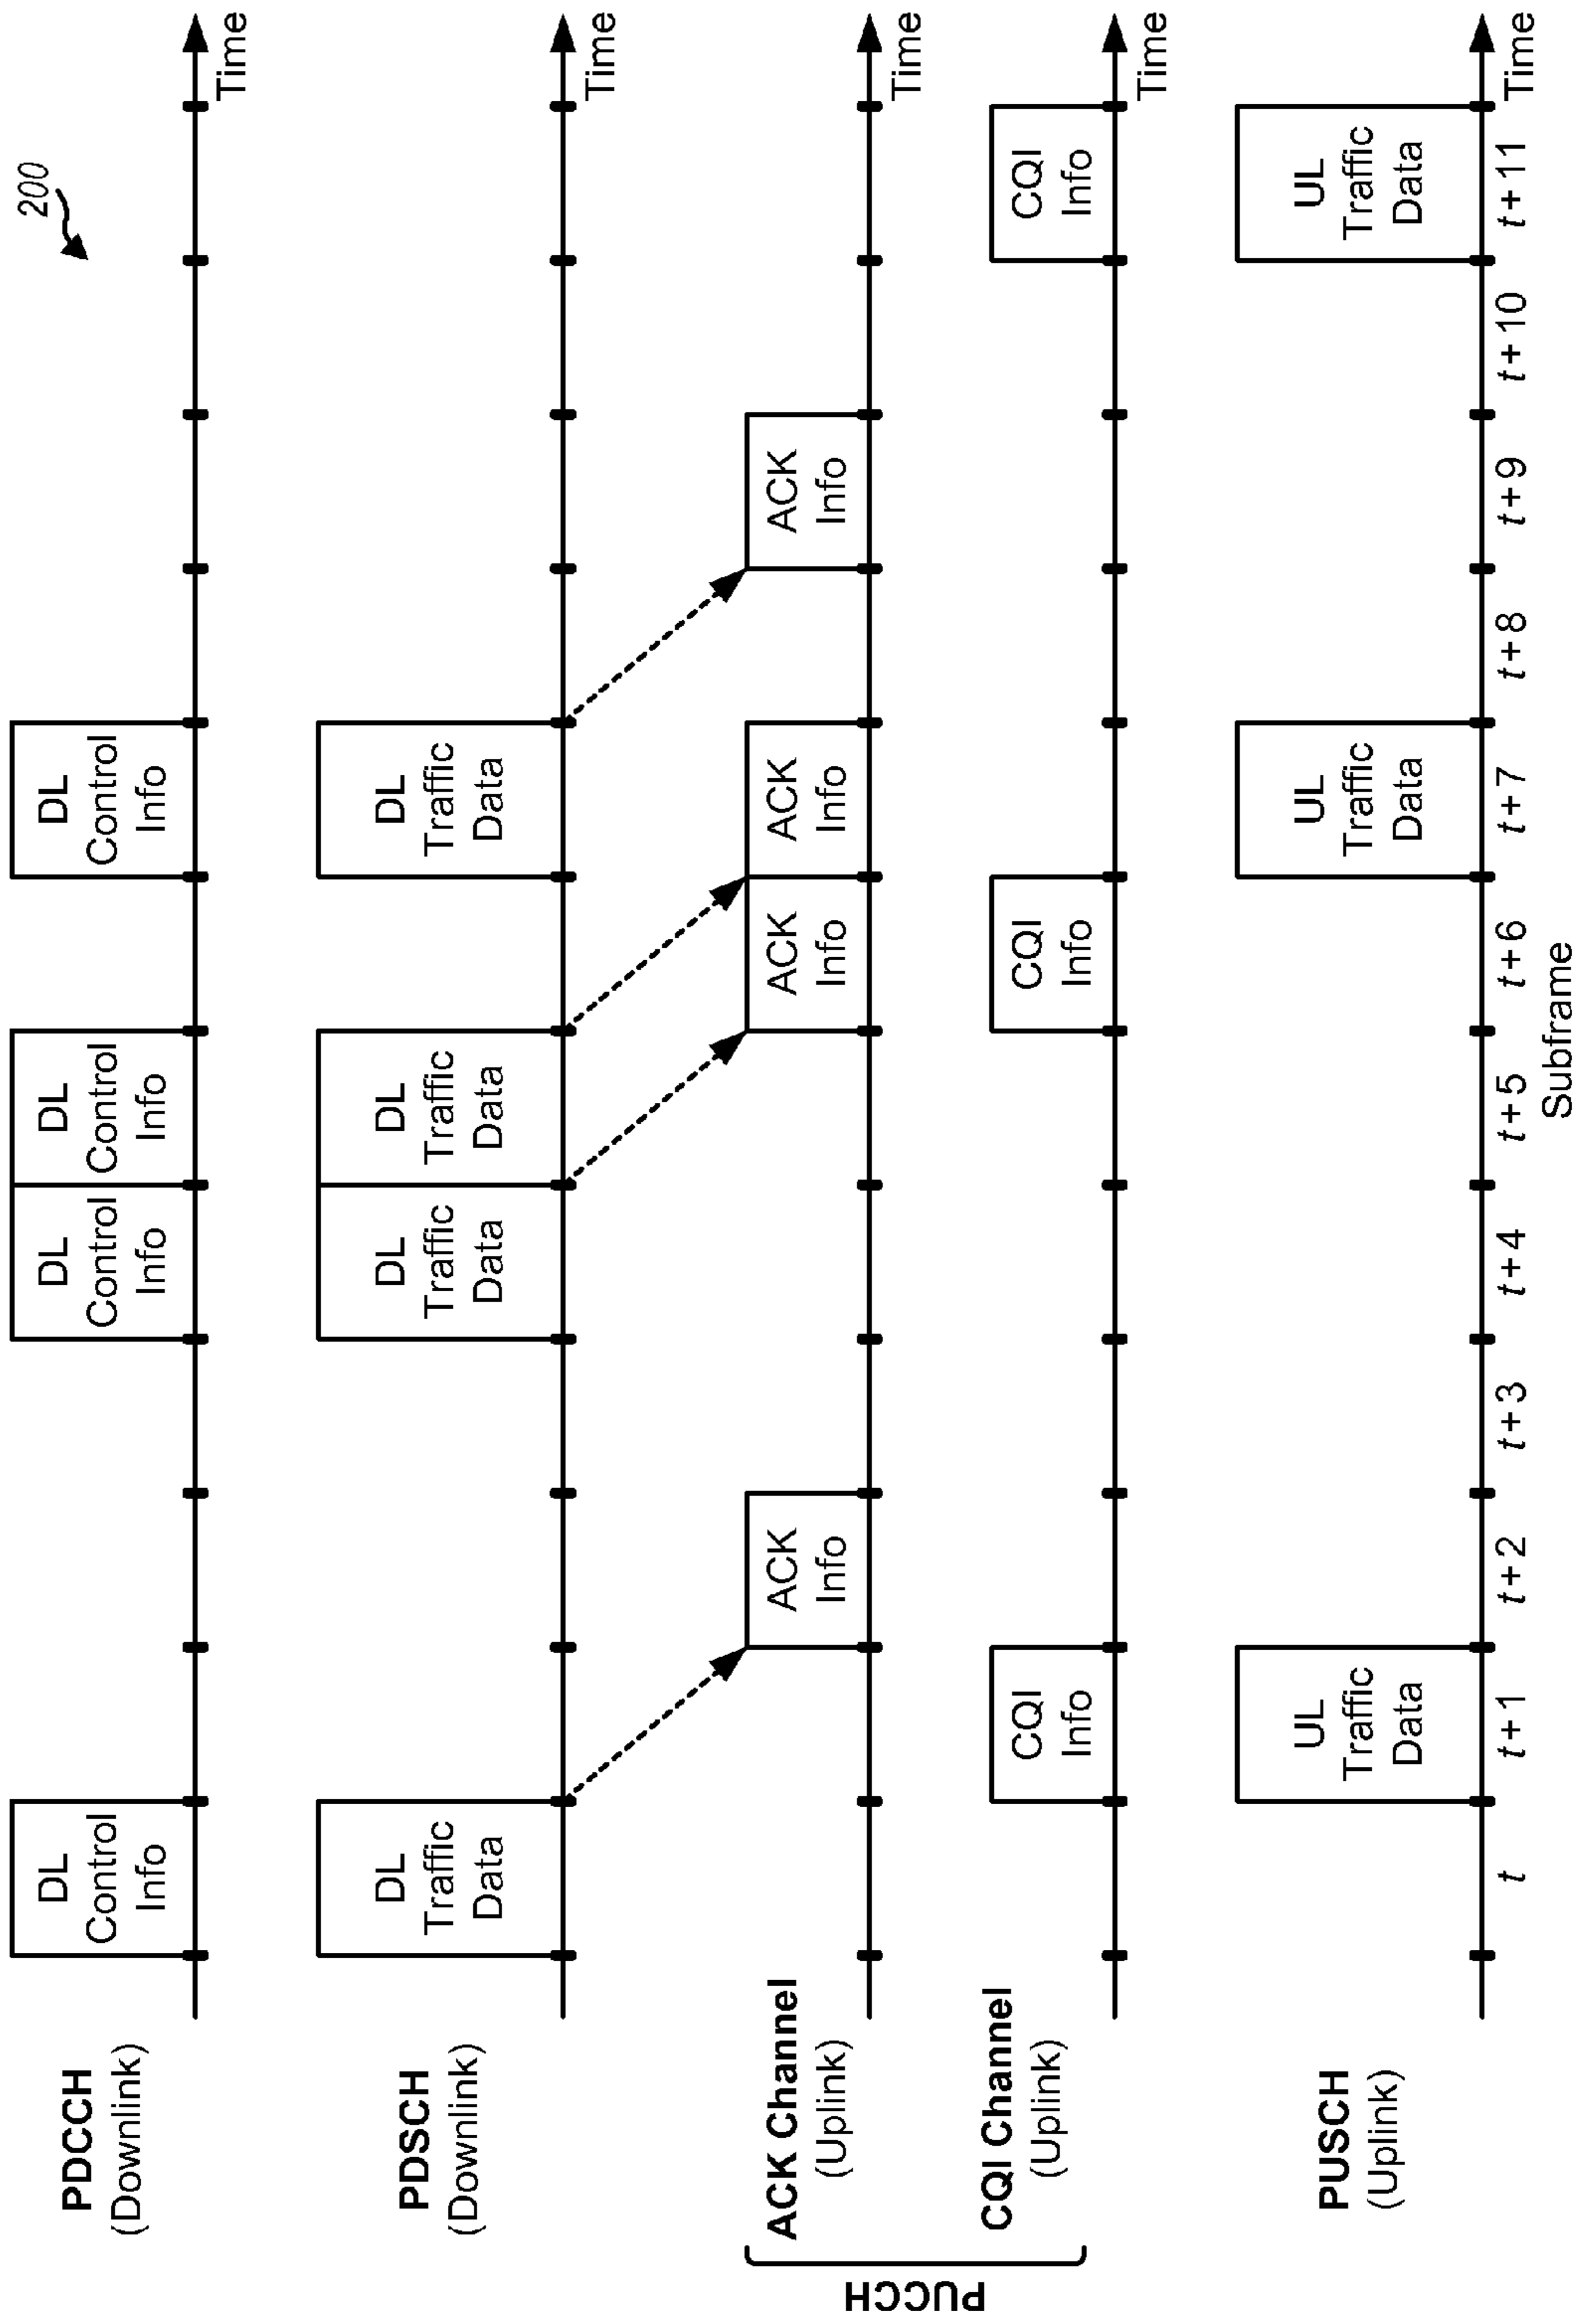 200
PDCCH
(Downlink)
DL
Control
Info
DL
Control
Info
DL
Control
Info
DL
Control
Info
Time
PDSCH
(Downlink)
DL
Traffic
Data
DL
Traffic
Data
DL
Traffic
Data
DL
Traffic
Data
Time
PUCCH
ACK Channel
(Uplink)
ACK
Info
ACK
Info
ACK
Info
ACK
Info
Time
CQI Channel
(Uplink)
CQI
Info
CQI
Info
CQI
Info
Time
PUSCH
(Uplink)
UL
Traffic
Data
UL
Traffic
Data
UL
Traffic
Data
Time
t t+1 t+2 t+3 t+4 t+5 t+6 t+7 t+8 t+9 t+10 t+11
Subframe